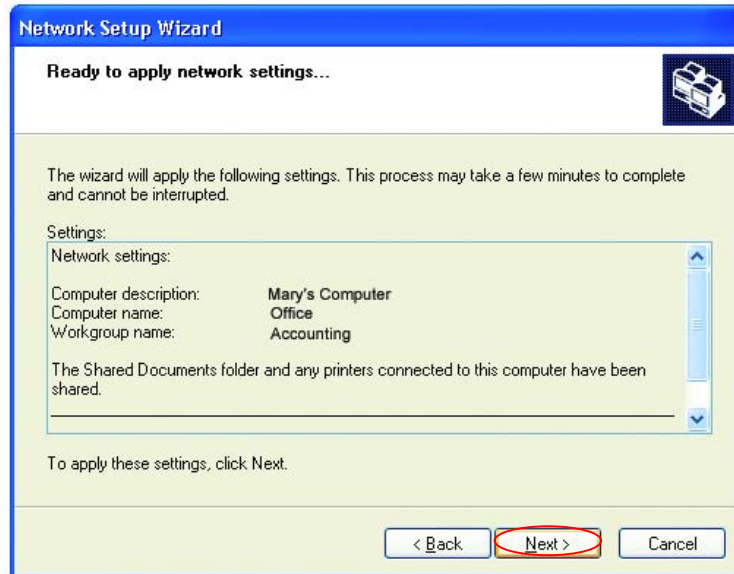 Network Setup Wizard
Ready to apply network settings...
The wizard will apply the following settings. This process may take a few minutes to complete
and cannot be interrupted.
Settings:
Network settings:
Computer description: Mary's Computer
Computer name: Office
Workgroup name: Accounting
The Shared Documents folder and any printers connected to this computer have been
shared.
To apply these settings, click Next.
< Back Next > Cancel